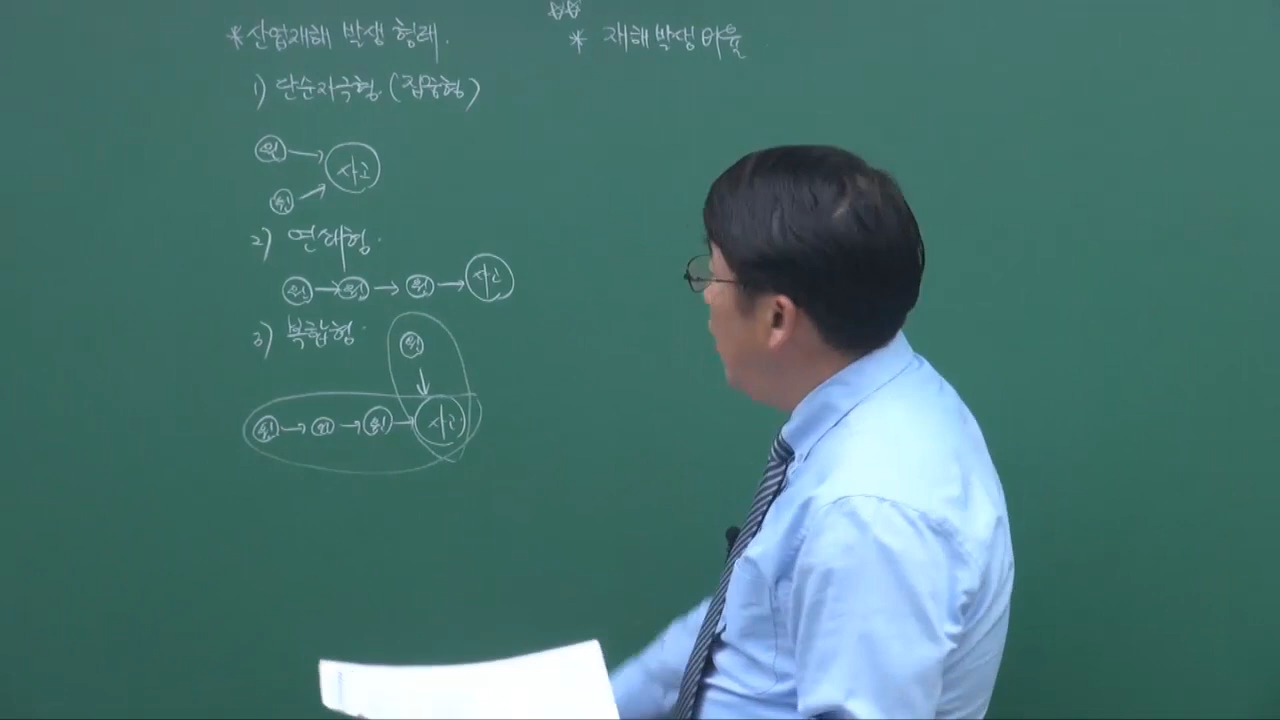 *산업재해 발생 형태.
1) 단순자극형 (집중형)
원 → 사고
원 →
2) 연쇄형.
원 → 원 → 원 → 사고
3) 복합형.
원
↓
원 → 원 → 원 → 사고
☆☆
* 재해발생비율